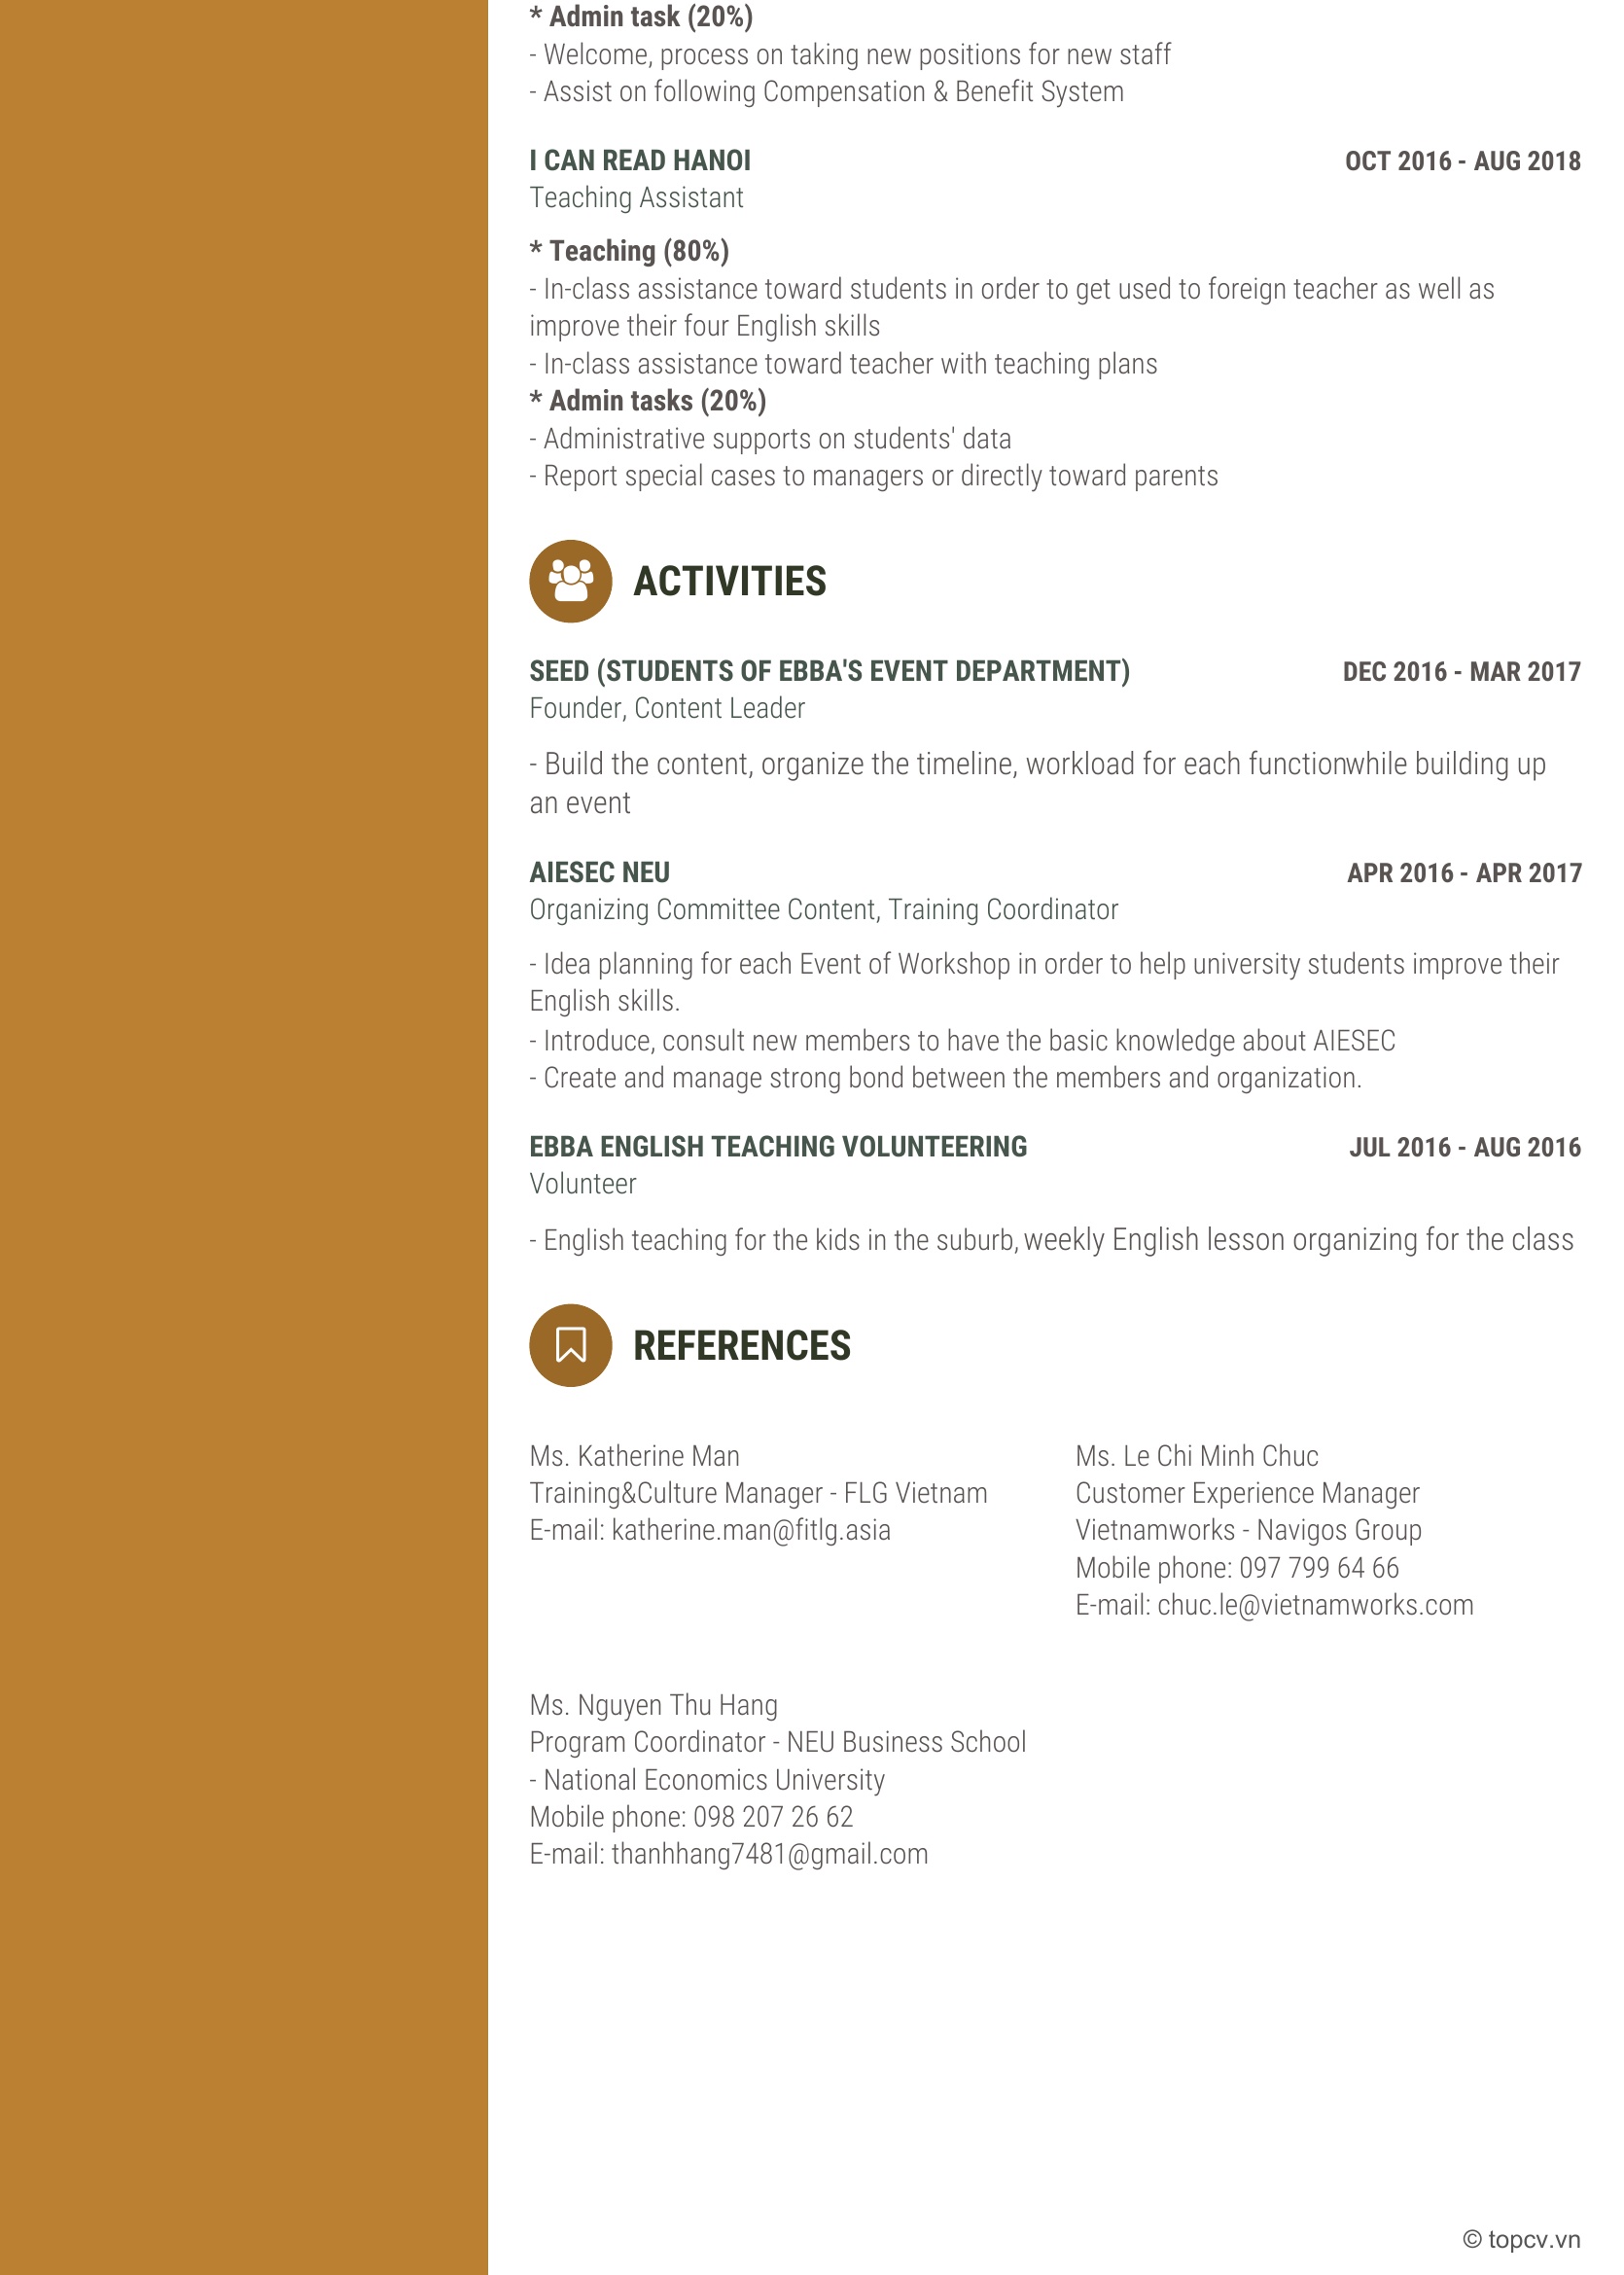 * Admin task (20%)
- Welcome, process on taking new positions for new staff
- Assist on following Compensation & Benefit System
I CAN READ HANOI
OCT 2016 - AUG 2018
Teaching Assistant
* Teaching (80%)
- In-class assistance toward students in order to get used to foreign teacher as well as
improve their four English skills
- In-class assistance toward teacher with teaching plans
* Admin tasks (20%)
- Administrative supports on students' data
- Report special cases to managers or directly toward parents
ACTIVITIES
SEED (STUDENTS OF EBBA'S EVENT DEPARTMENT)
DEC 2016 - MAR 2017
Founder, Content Leader
- Build the content, organize the timeline, workload for each functionwhile building up
an event
AIESEC NEU
APR 2016 - APR 2017
Organizing Committee Content, Training Coordinator
- Idea planning for each Event of Workshop in order to help university students improve their
English skills.
- Introduce, consult new members to have the basic knowledge about AIESEC
- Create and manage strong bond between the members and organization.
EBBA ENGLISH TEACHING VOLUNTEERING
JUL 2016 - AUG 2016
Volunteer
- English teaching for the kids in the suburb, weekly English lesson organizing for the class
REFERENCES
Ms. Katherine Man
Training&Culture Manager - FLG Vietnam
E-mail: katherine.man@fitlg.asia
Ms. Le Chi Minh Chuc
Customer Experience Manager
Vietnamworks - Navigos Group
Mobile phone: 097 799 64 66
E-mail: chuc.le@vietnamworks.com
Ms. Nguyen Thu Hang
Program Coordinator - NEU Business School
- National Economics University
Mobile phone: 098 207 26 62
E-mail: thanhhang7481@gmail.com
© topcv.vn